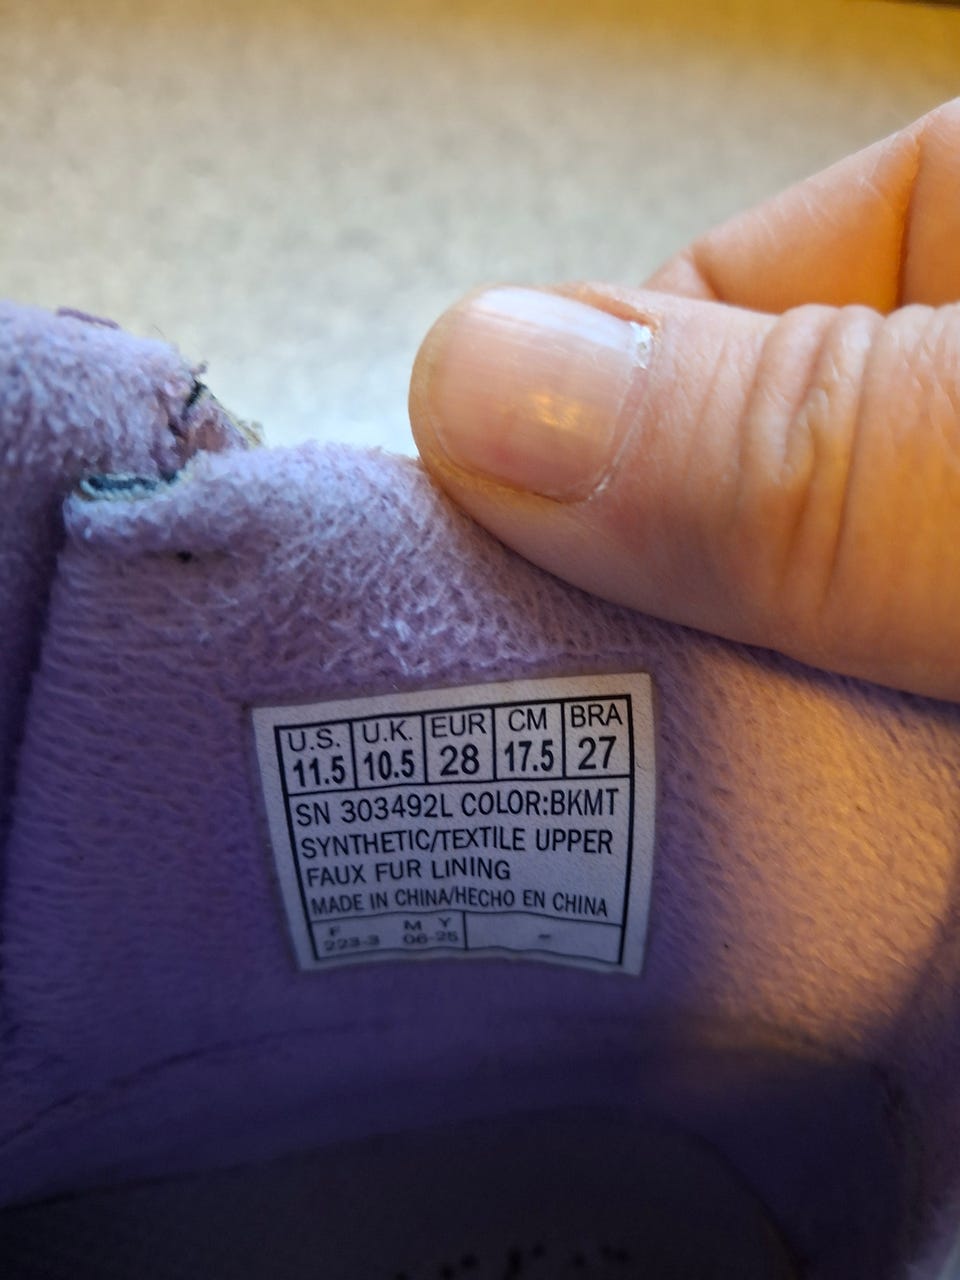 U.S. U.K. EUR CM BRA
11.5 10.5 28 17.5 27
SN 303492L COLOR:BKMT
SYNTHETIC/TEXTILE UPPER
FAUX FUR LINING
MADE IN CHINA/HECHO EN CHINA
F M Y
223-3 06-25 -